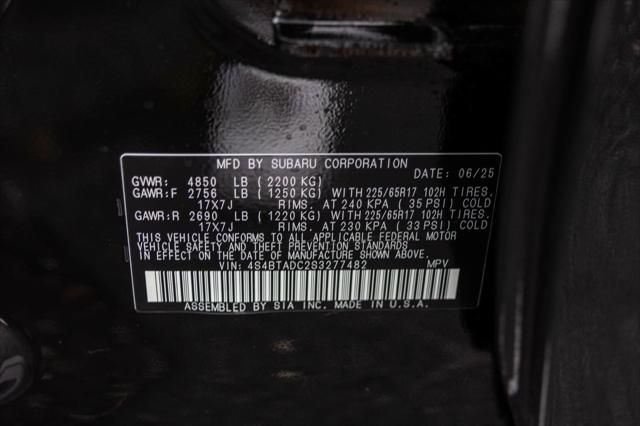 MFD BY SUBARU CORPORATION
DATE: 06/25
GVWR: 4850 LB (2200 KG)
GAWR:F 2756 LB (1250 KG) WITH 225/65R17 102H TIRES,
17X7J RIMS, AT 240 KPA (35 PSI) COLD
GAWR:R 2690 LB (1220 KG) WITH 225/65R17 102H TIRES,
17X7J RIMS, AT 230 KPA (33 PSI) COLD
THIS VEHICLE CONFORMS TO ALL APPLICABLE FEDERAL MOTOR
VEHICLE SAFETY AND THEFT PREVENTION STANDARDS
IN EFFECT ON THE DATE OF MANUFACTURE SHOWN ABOVE.
VIN: 4S4BTADC2S3277482 MPV
ASSEMBLED BY SIA INC. MADE IN U.S.A.